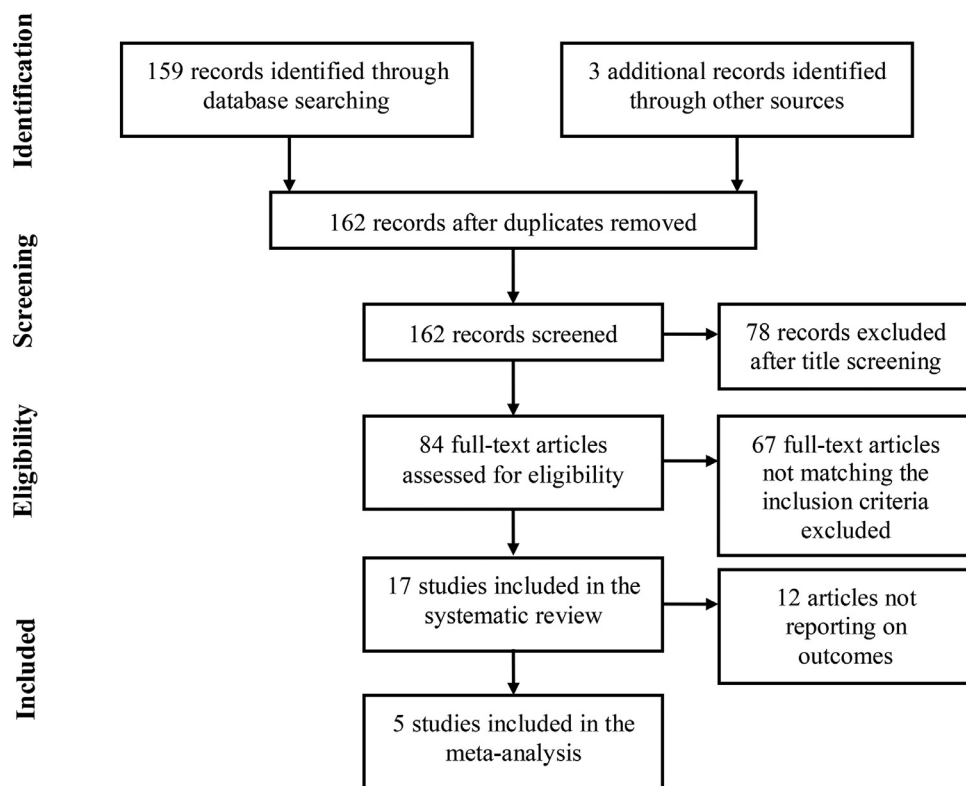 Identification
159 records identified through
database searching
3 additional records identified
through other sources
162 records after duplicates removed
Screening
162 records screened
78 records excluded
after title screening
Eligibility
84 full-text articles
assessed for eligibility
67 full-text articles
not matching the
inclusion criteria
excluded
Included
17 studies included in the
systematic review
12 articles not
reporting on
outcomes
5 studies included in the
meta-analysis